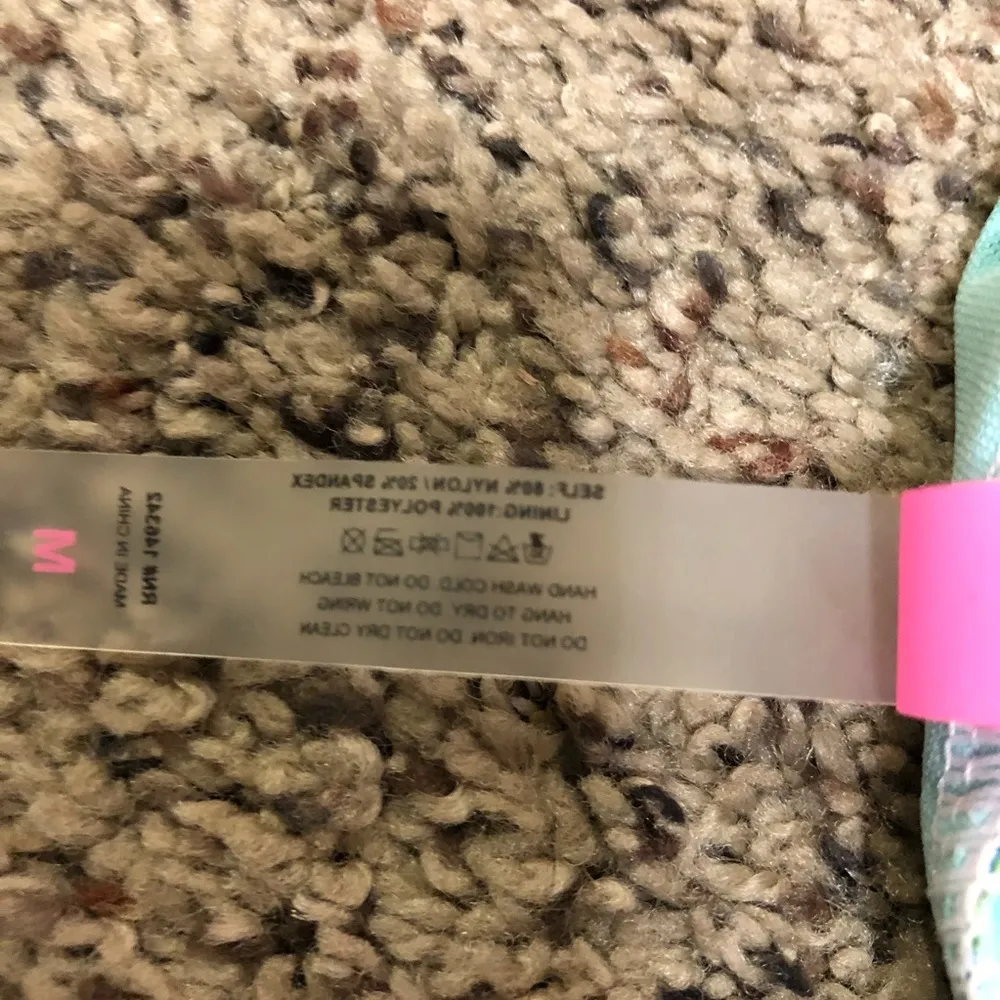 SELF: 80% NYLON / 20% SPANDEX
LINING: 100% POLYESTER
HAND WASH COLD. DO NOT BLEACH
HANG TO DRY. DO NOT WRING
DO NOT IRON. DO NOT DRY CLEAN
RN# 146342
MADE IN CHINA
M